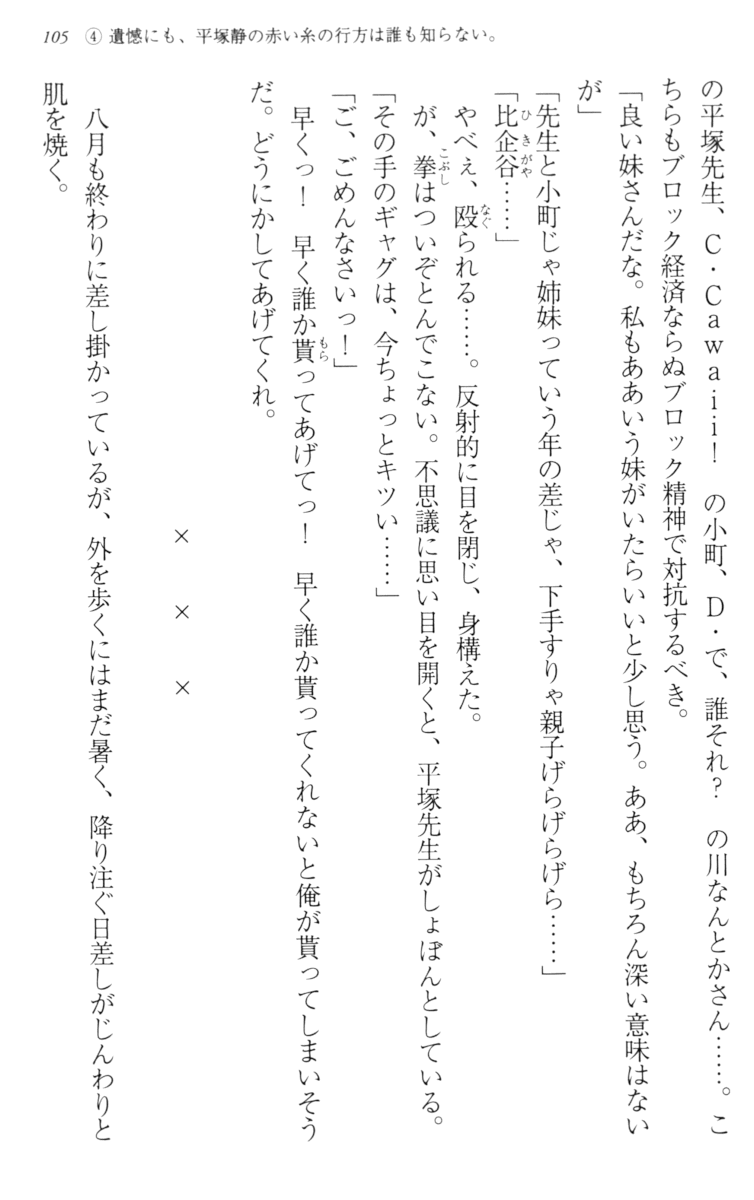 105 ④ 遺憾にも、平塚静の赤い糸の行方は誰も知らない。
の平塚先生、C・Cawaii! の小町、D・で、誰それ? の川なんとかさん……。こ
ちらもブロック経済ならぬブロック精神で対抗するべき。
「良い妹さんだな。私もああいう妹がいたらいいと少し思う。ああ、もちろん深い意味はない
が」
「先生と小町じゃ姉妹っていう年の差じゃ、下手すりゃ親子げらげらげら……」
「比企谷……」
ひきがや
やべぇ、殴られる……。反射的に目を閉じ、身構えた。
なぐ
が、拳はついぞとんでこない。不思議に思い目を開くと、平塚先生がしょぼんとしている。
こぶし
「その手のギャグは、今ちょっとキツい……」
「ご、ごめんなさいっ!」
早くっ! 早く誰か貰ってあげてっ! 早く誰か貰ってくれないと俺が貰ってしまいそう
もら
だ。どうにかしてあげてくれ。
× × ×
八月も終わりに差し掛かっているが、外を歩くにはまだ暑く、降り注ぐ日差しがじんわりと
肌を焼く。